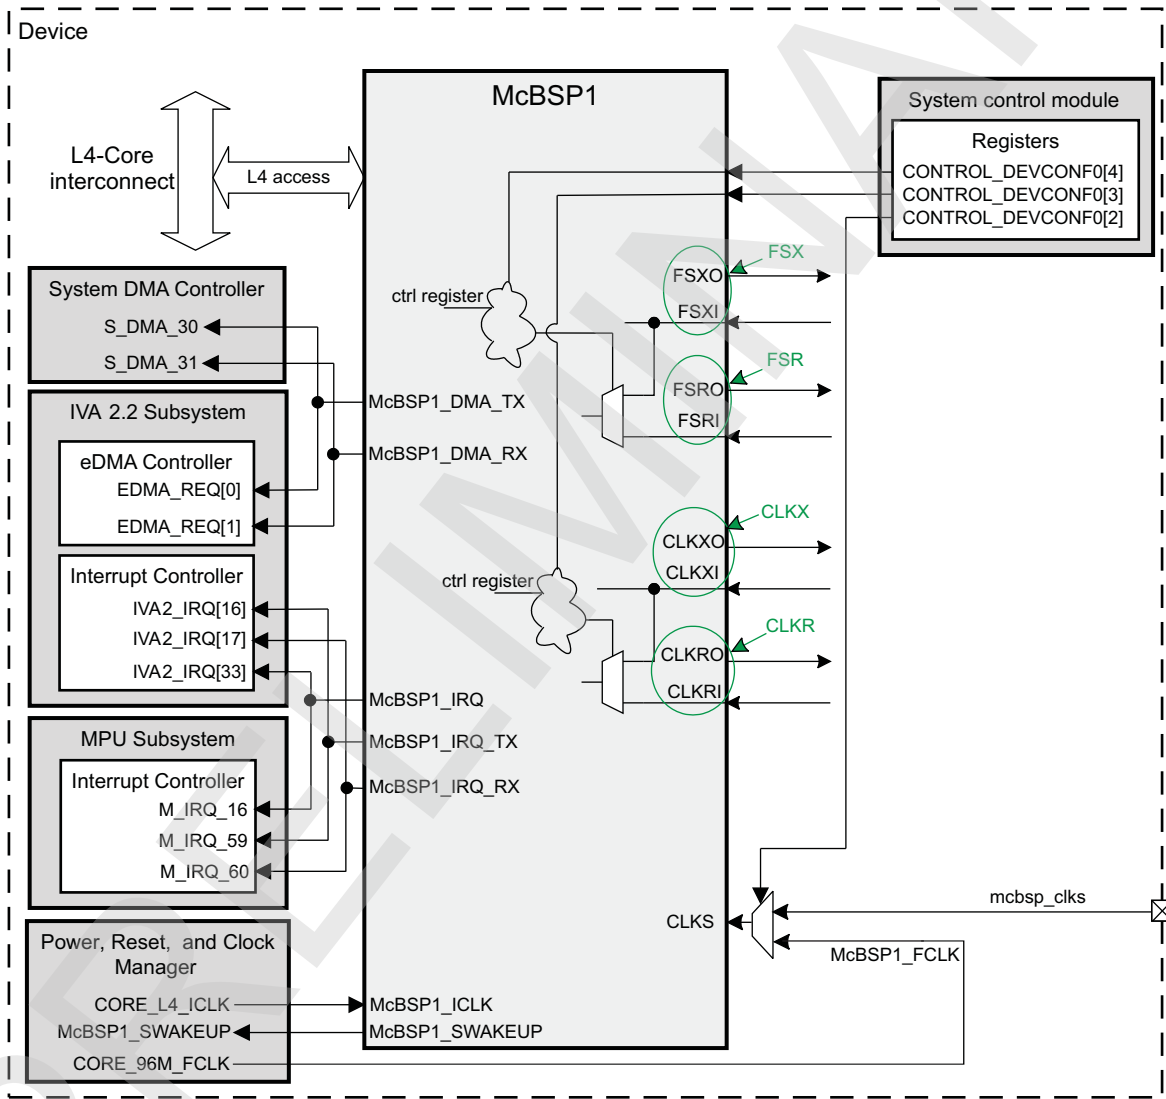 Device
McBSP1
System control module
Registers
CONTROL_DEVCONF0[4]
CONTROL_DEVCONF0[3]
CONTROL_DEVCONF0[2]
L4-Core
interconnect
L4 access
System DMA Controller
S_DMA_30
S_DMA_31
IVA 2.2 Subsystem
eDMA Controller
EDMA_REQ[0]
EDMA_REQ[1]
Interrupt Controller
IVA2_IRQ[16]
IVA2_IRQ[17]
IVA2_IRQ[33]
MPU Subsystem
Interrupt Controller
M_IRQ_16
M_IRQ_59
M_IRQ_60
Power, Reset, and Clock
Manager
CORE_L4_ICLK
McBSP1_SWAKEUP
CORE_96M_FCLK
ctrl register
McBSP1_DMA_TX
McBSP1_DMA_RX
ctrl register
McBSP1_IRQ
McBSP1_IRQ_TX
McBSP1_IRQ_RX
McBSP1_ICLK
McBSP1_SWAKEUP
FSX
FSXO
FSXI
FSR
FSRO
FSRI
CLKX
CLKXO
CLKXI
CLKR
CLKRO
CLKRI
CLKS
mcbsp_clks
McBSP1_FCLK